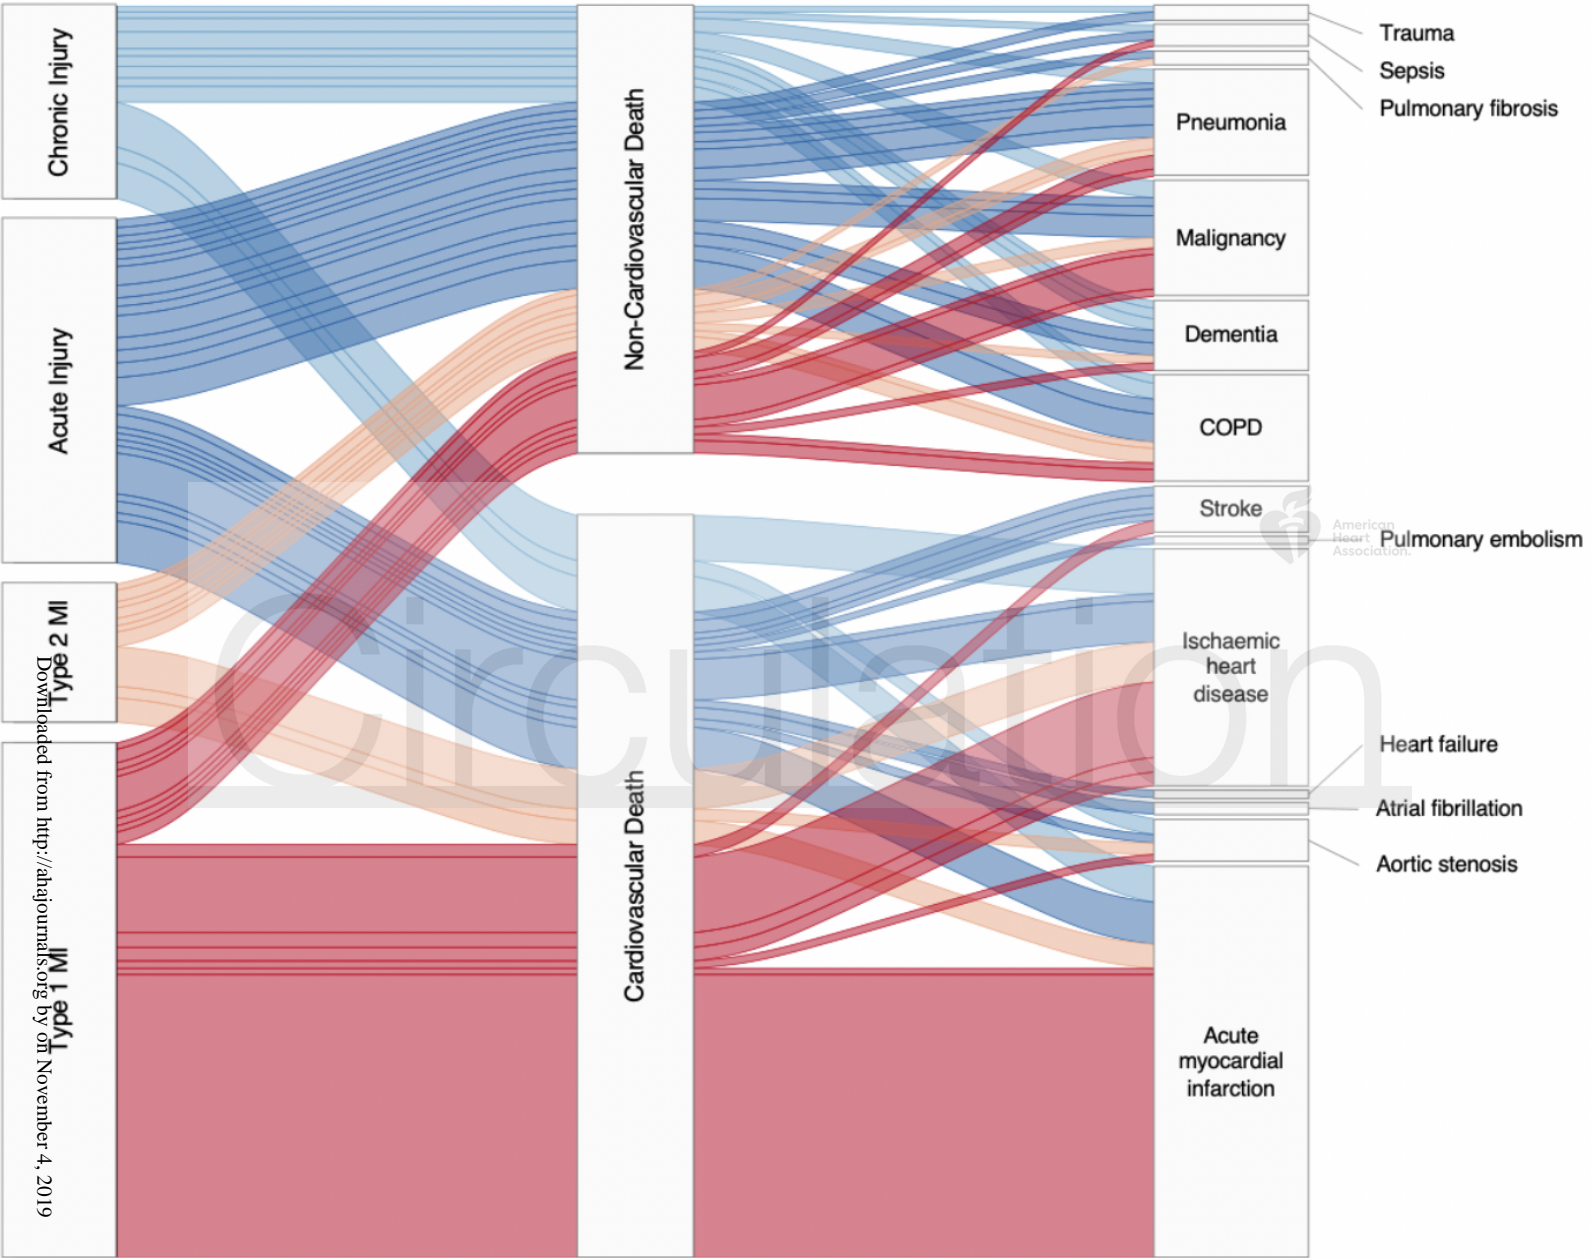 Chronic Injury
Acute Injury
Type 2 MI
Type 1 MI
Non-Cardiovascular Death
Cardiovascular Death
Trauma
Sepsis
Pulmonary fibrosis
Pneumonia
Malignancy
Dementia
COPD
Stroke
Pulmonary embolism
Ischaemic
heart
disease
Heart failure
Atrial fibrillation
Aortic stenosis
Acute
myocardial
infarction
American
Heart
Association.
Circulation
Downloaded from http://ahajournals.org by on November 4, 2019